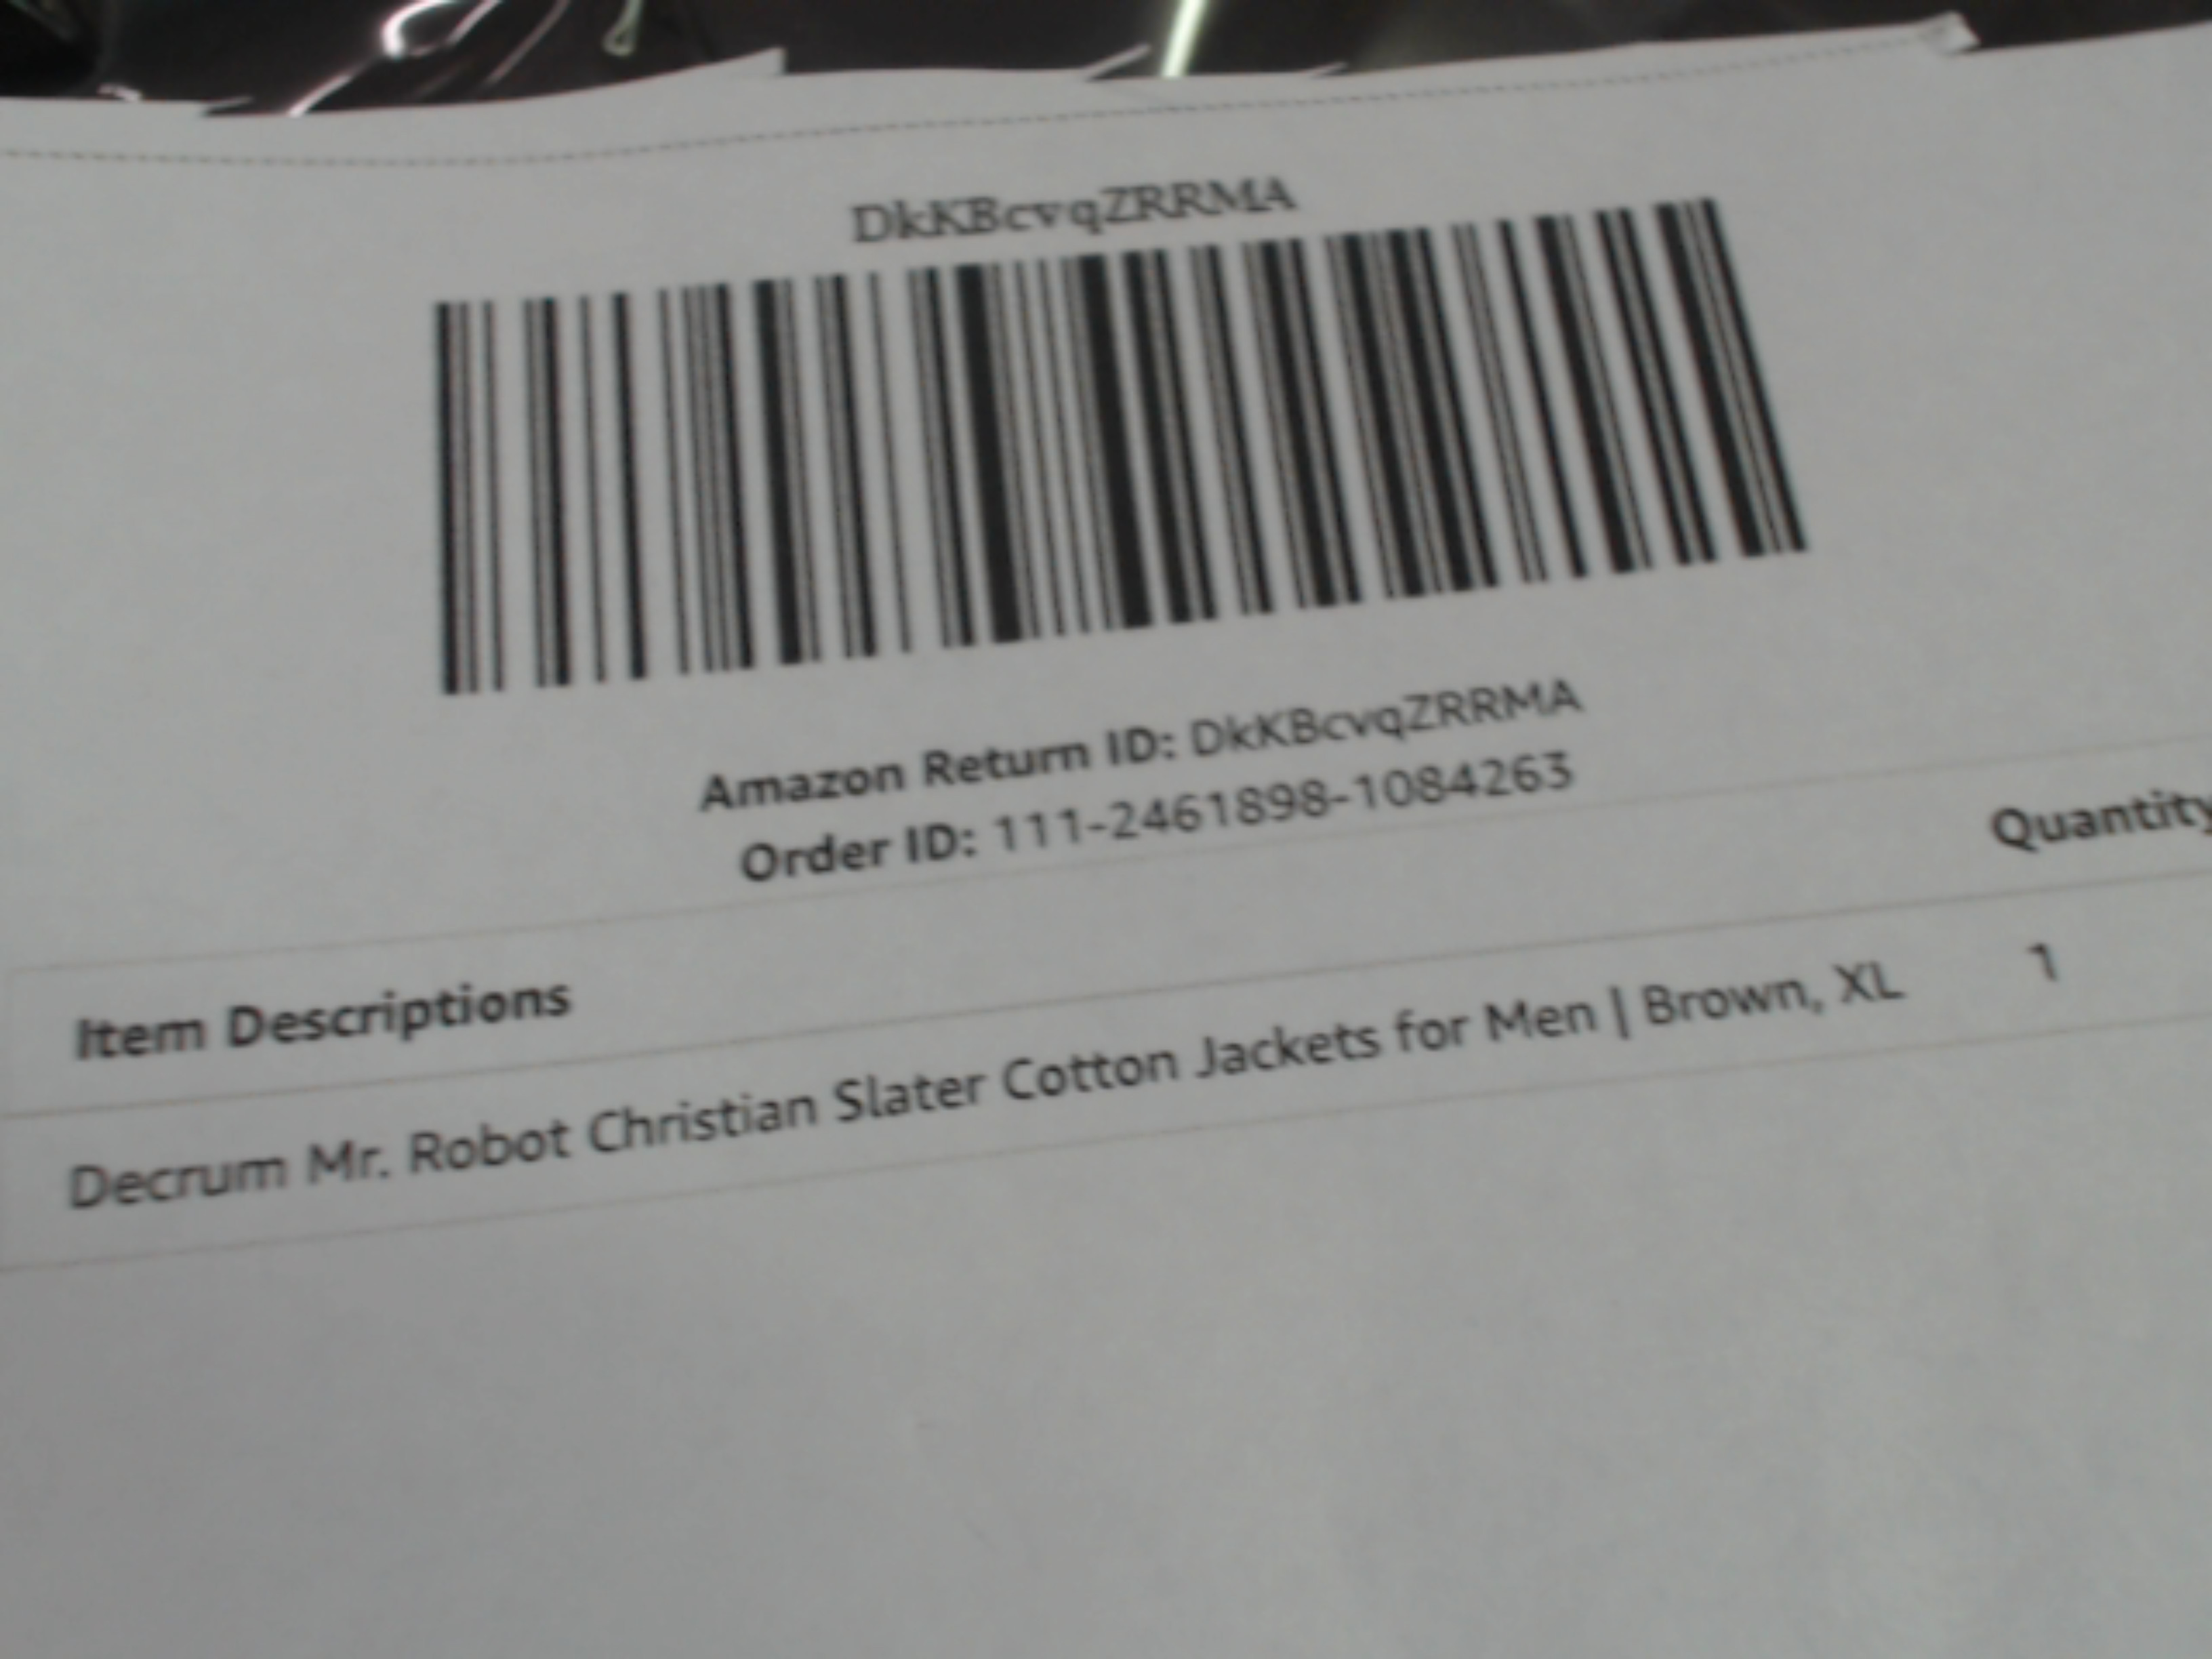 DkKBcvqZRRMA
Amazon Return ID: DkKBcvqZRRMA
Order ID: 111-2461898-1084263
Item Descriptions Quantity
Decrum Mr. Robot Christian Slater Cotton Jackets for Men | Brown, XL 1